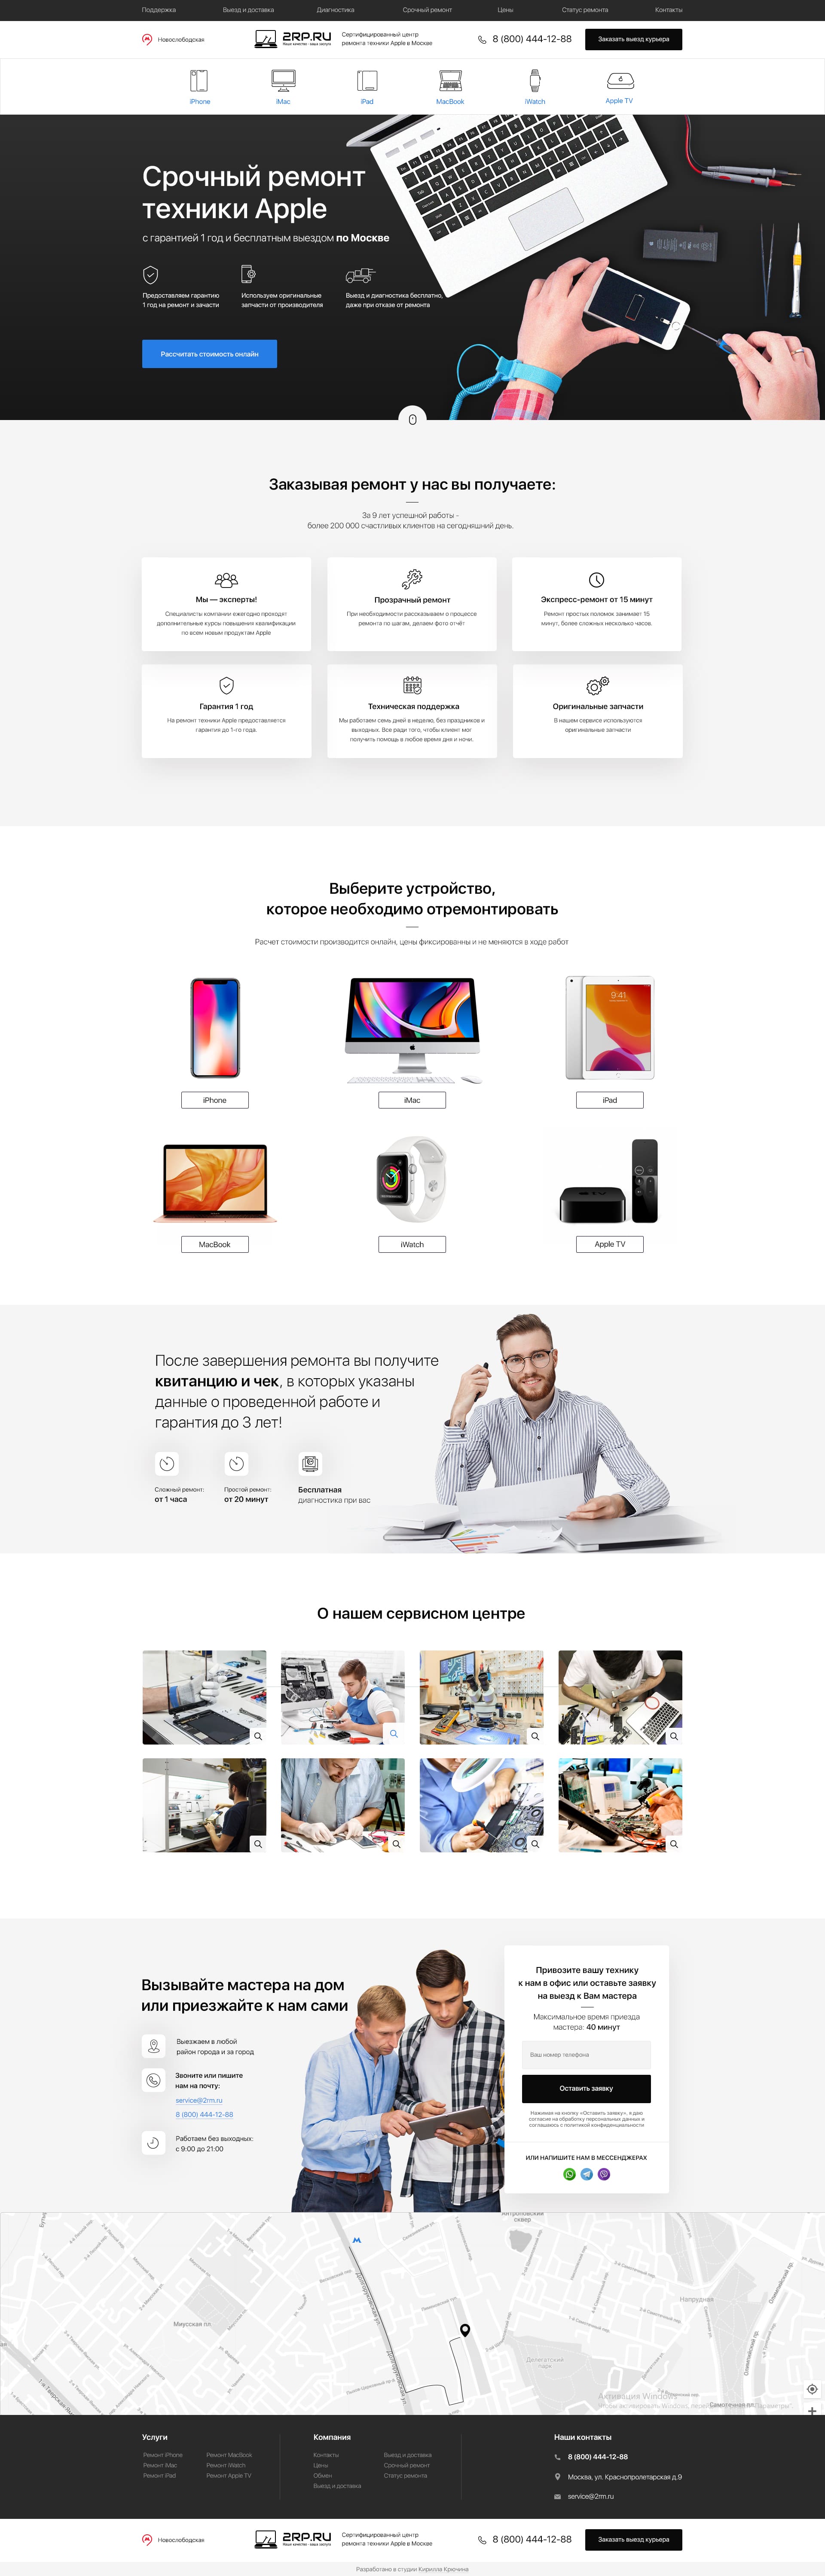 Поддержка
Выезд и доставка
Диагностика
Срочный ремонт
Цены
Статус ремонта
Контакты
Новослободская
2RP.RU
Наше качество - ваша заслуга
Сертифицированный центр
ремонта техники Apple в Москве
8 (800) 444-12-88
Заказать выезд курьера
iPhone
iMac
iPad
MacBook
iWatch
Apple TV
Срочный ремонт
техники Apple
с гарантией 1 год и бесплатным выездом по Москве
Предоставляем гарантию
1 год на ремонт и зачасти
Используем оригинальные
запчасти от производителя
Выезд и диагностика бесплатно,
даже при отказе от ремонта
Рассчитать стоимость онлайн
Заказывая ремонт у нас вы получаете:
За 9 лет успешной работы -
более 200 000 счастливых клиентов на сегодняшний день.
Мы — эксперты!
Специалисты компании ежегодно проходят
дополнительные курсы повышения квалификации
по всем новым продуктам Apple
Прозрачный ремонт
При необходимости рассказываем о процессе
ремонта по шагам, делаем фото отчёт
Экспресс-ремонт от 15 минут
Ремонт простых поломок занимает 15
минут, более сложных несколько часов.
Гарантия 1 год
На ремонт техники Apple предоставляется
гарантия до 1-го года.
Техническая поддержка
Мы работаем семь дней в неделю, без праздников и
выходных. Все ради того, чтобы клиент мог
получить помощь в любое время дня и ночи.
Оригинальные запчасти
В нашем сервисе используются
оригинальные запчасти
Выберите устройство,
которое необходимо отремонтировать
Расчет стоимости производится онлайн, цены фиксированны и не меняются в ходе работ
9:41
iPhone
iMac
iPad
MacBook
iWatch
Apple TV
После завершения ремонта вы получите
квитанцию и чек, в которых указаны
данные о проведенной работе и
гарантия до 3 лет!
Сложный ремонт:
от 1 часа
Простой ремонт:
от 20 минут
Бесплатная
диагностика при вас
О нашем сервисном центре
Вызывайте мастера на дом
или приезжайте к нам сами
Выезжаем в любой
район города и за город
Звоните или пишите
нам на почту:
service@2rm.ru
8 (800) 444-12-88
Работаем без выходных:
с 9:00 до 21:00
Привозите вашу технику
к нам в офис или оставьте заявку
на выезд к Вам мастера
Максимальное время приезда
мастера: 40 минут
Ваш номер телефона
Оставить заявку
Нажимая на кнопку «Оставить заявку», я даю
согласие на обработку персональных данных и
соглашаюсь с политикой конфиденциальности
ИЛИ НАПИШИТЕ НАМ В МЕССЕНДЖЕРАХ
сквер
Миусская пл
Напрудная
Делегатский
парк
Долгоруковская ул.
Олимпийский пр.
Самотечная пл
Активация Windows
Услуги
Ремонт iPhone
Ремонт iMac
Ремонт iPad
Ремонт MacBook
Ремонт iWatch
Ремонт Apple TV
Компания
Контакты
Цены
Обмен
Выезд и доставка
Выезд и доставка
Срочный ремонт
Статус ремонта
Наши контакты
8 (800) 444-12-88
Москва, ул. Краснопролетарская д.9
service@2rm.ru
Новослободская
2RP.RU
Наше качество - ваша заслуга
Сертифицированный центр
ремонта техники Apple в Москве
8 (800) 444-12-88
Заказать выезд курьера
Разработано в студии Кирилла Крючина